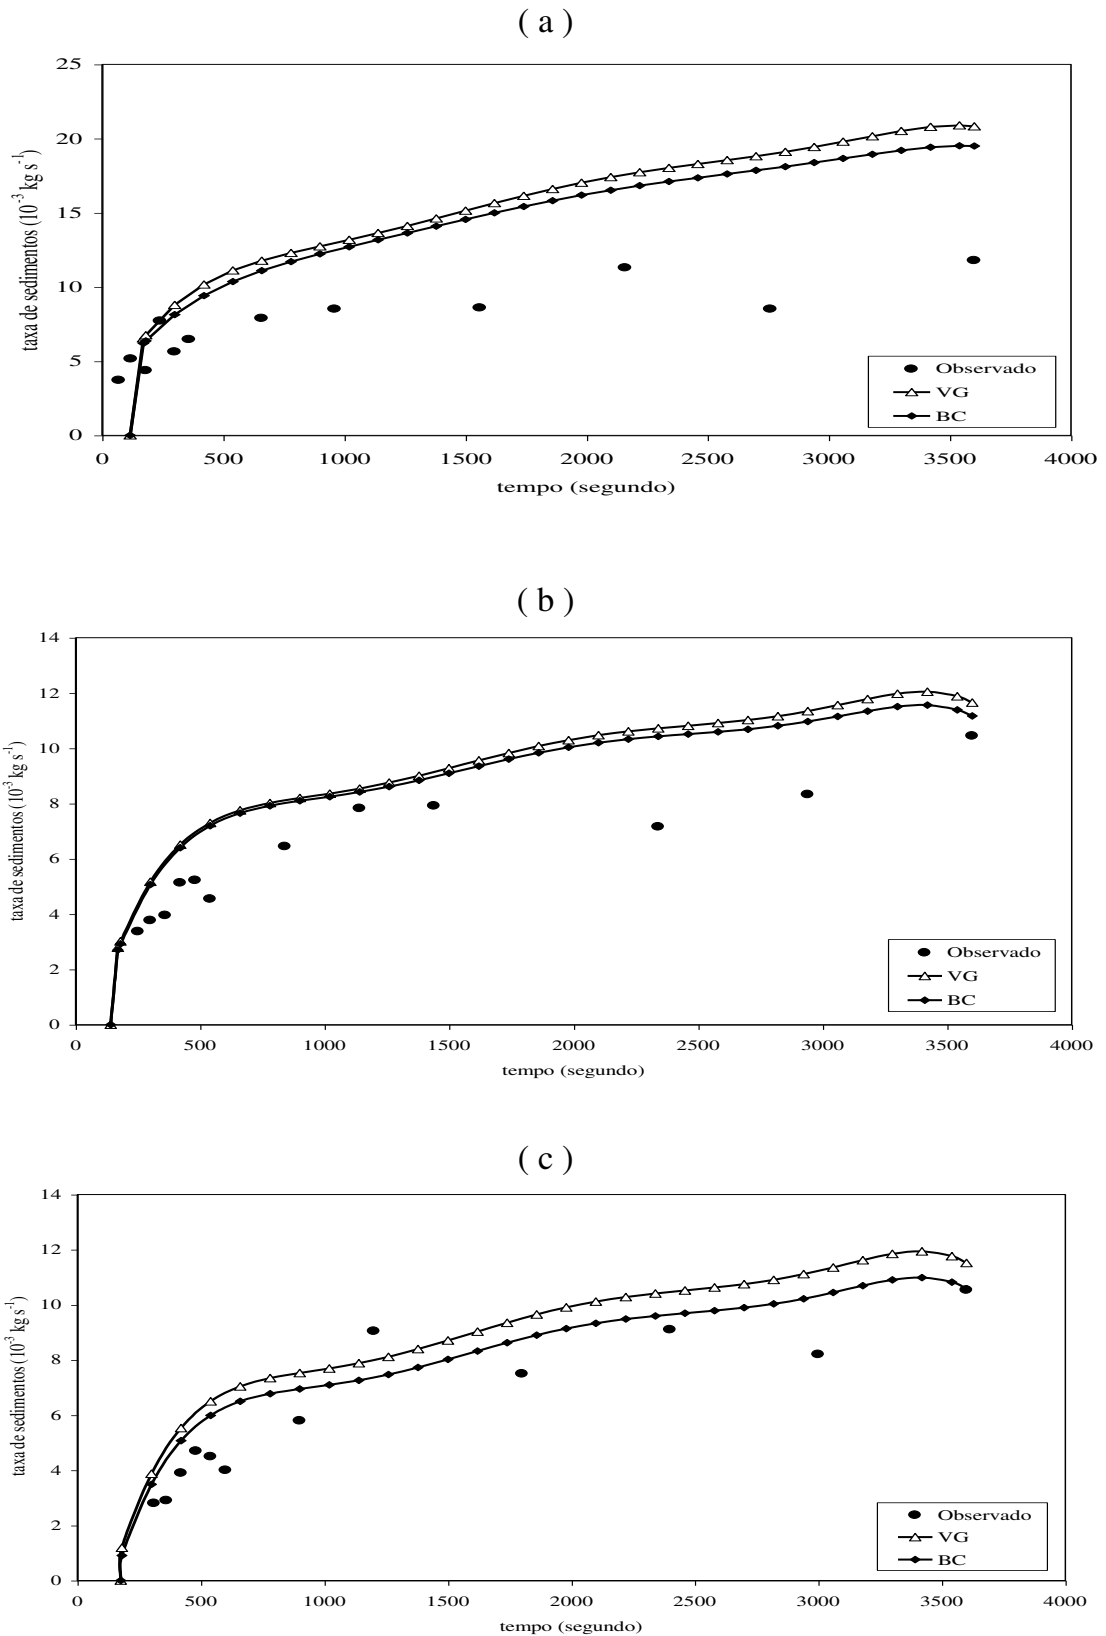 ( a )
25
20
15
10
5
0
taxa de sedimentos (10⁻³ kg s⁻¹)
Observado
VG
BC
0 500 1000 1500 2000 2500 3000 3500 4000
tempo (segundo)
( b )
14
12
10
8
6
4
2
0
taxa de sedimentos (10⁻³ kg s⁻¹)
Observado
VG
BC
0 500 1000 1500 2000 2500 3000 3500 4000
tempo (segundo)
( c )
14
12
10
8
6
4
2
0
taxa de sedimentos (10⁻³ kg s⁻¹)
Observado
VG
BC
0 500 1000 1500 2000 2500 3000 3500 4000
tempo (segundo)